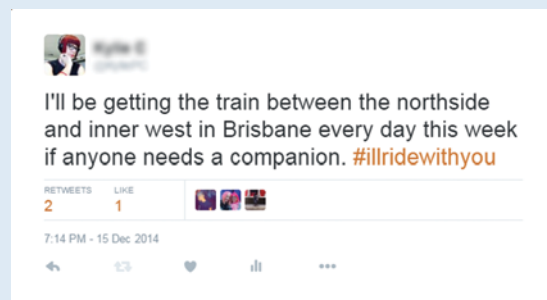 I'll be getting the train between the northside
and inner west in Brisbane every day this week
if anyone needs a companion. #illridewithyou
RETWEETS LIKE
2 1
7:14 PM - 15 Dec 2014